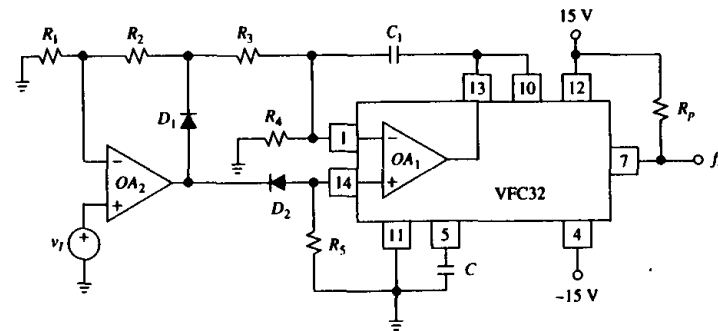 R1
R2
R3
C1
15 V
13
10
12
D1
R4
Rp
1
−
OA1
7
f
−
OA2
+
14
+
VFC32
D2
vI
+
−
R5
11
5
4
C
−15 V